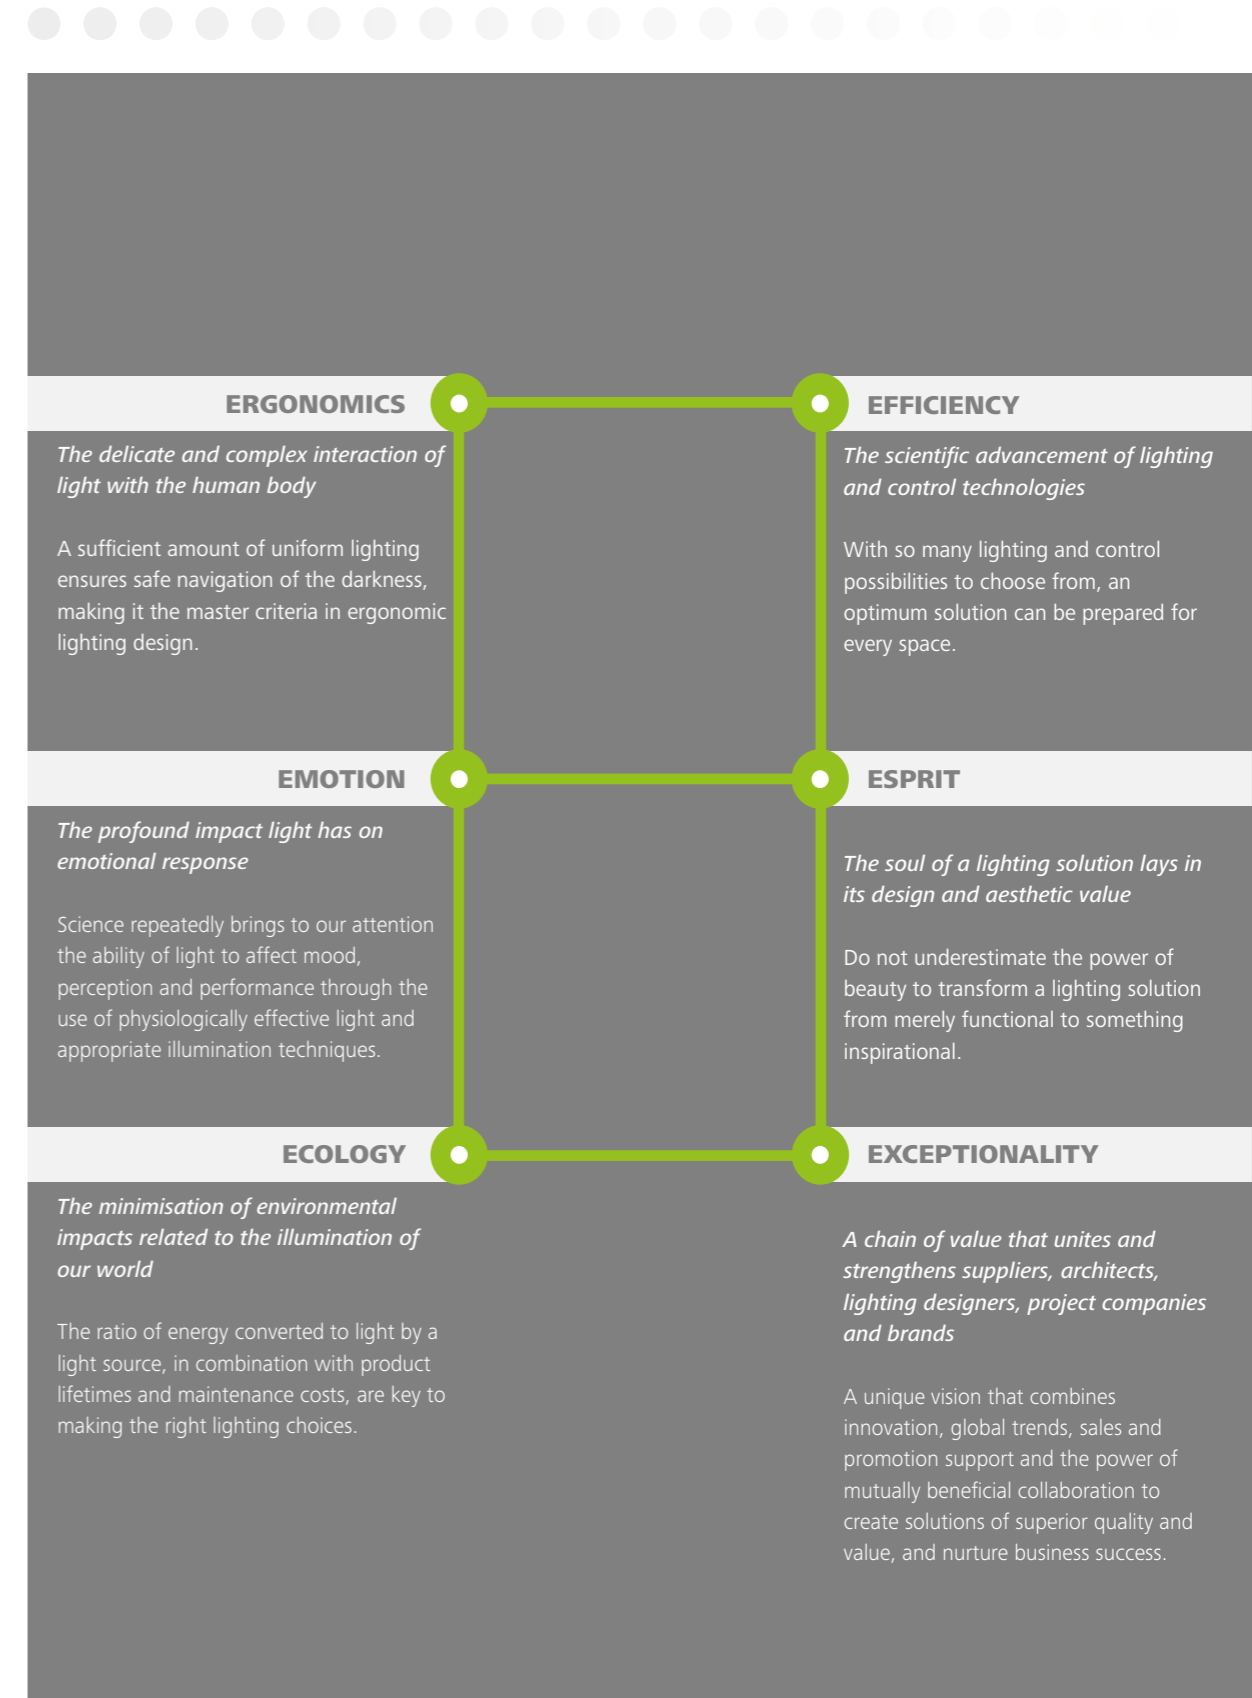 ERGONOMICS
The delicate and complex interaction of
light with the human body
A sufficient amount of uniform lighting
ensures safe navigation of the darkness,
making it the master criteria in ergonomic
lighting design.
EFFICIENCY
The scientific advancement of lighting
and control technologies
With so many lighting and control
possibilities to choose from, an
optimum solution can be prepared for
every space.
EMOTION
The profound impact light has on
emotional response
Science repeatedly brings to our attention
the ability of light to affect mood,
perception and performance through the
use of physiologically effective light and
appropriate illumination techniques.
ESPRIT
The soul of a lighting solution lays in
its design and aesthetic value
Do not underestimate the power of
beauty to transform a lighting solution
from merely functional to something
inspirational.
ECOLOGY
The minimisation of environmental
impacts related to the illumination of
our world
The ratio of energy converted to light by a
light source, in combination with product
lifetimes and maintenance costs, are key to
making the right lighting choices.
EXCEPTIONALITY
A chain of value that unites and
strengthens suppliers, architects,
lighting designers, project companies
and brands
A unique vision that combines
innovation, global trends, sales and
promotion support and the power of
mutually beneficial collaboration to
create solutions of superior quality and
value, and nurture business success.